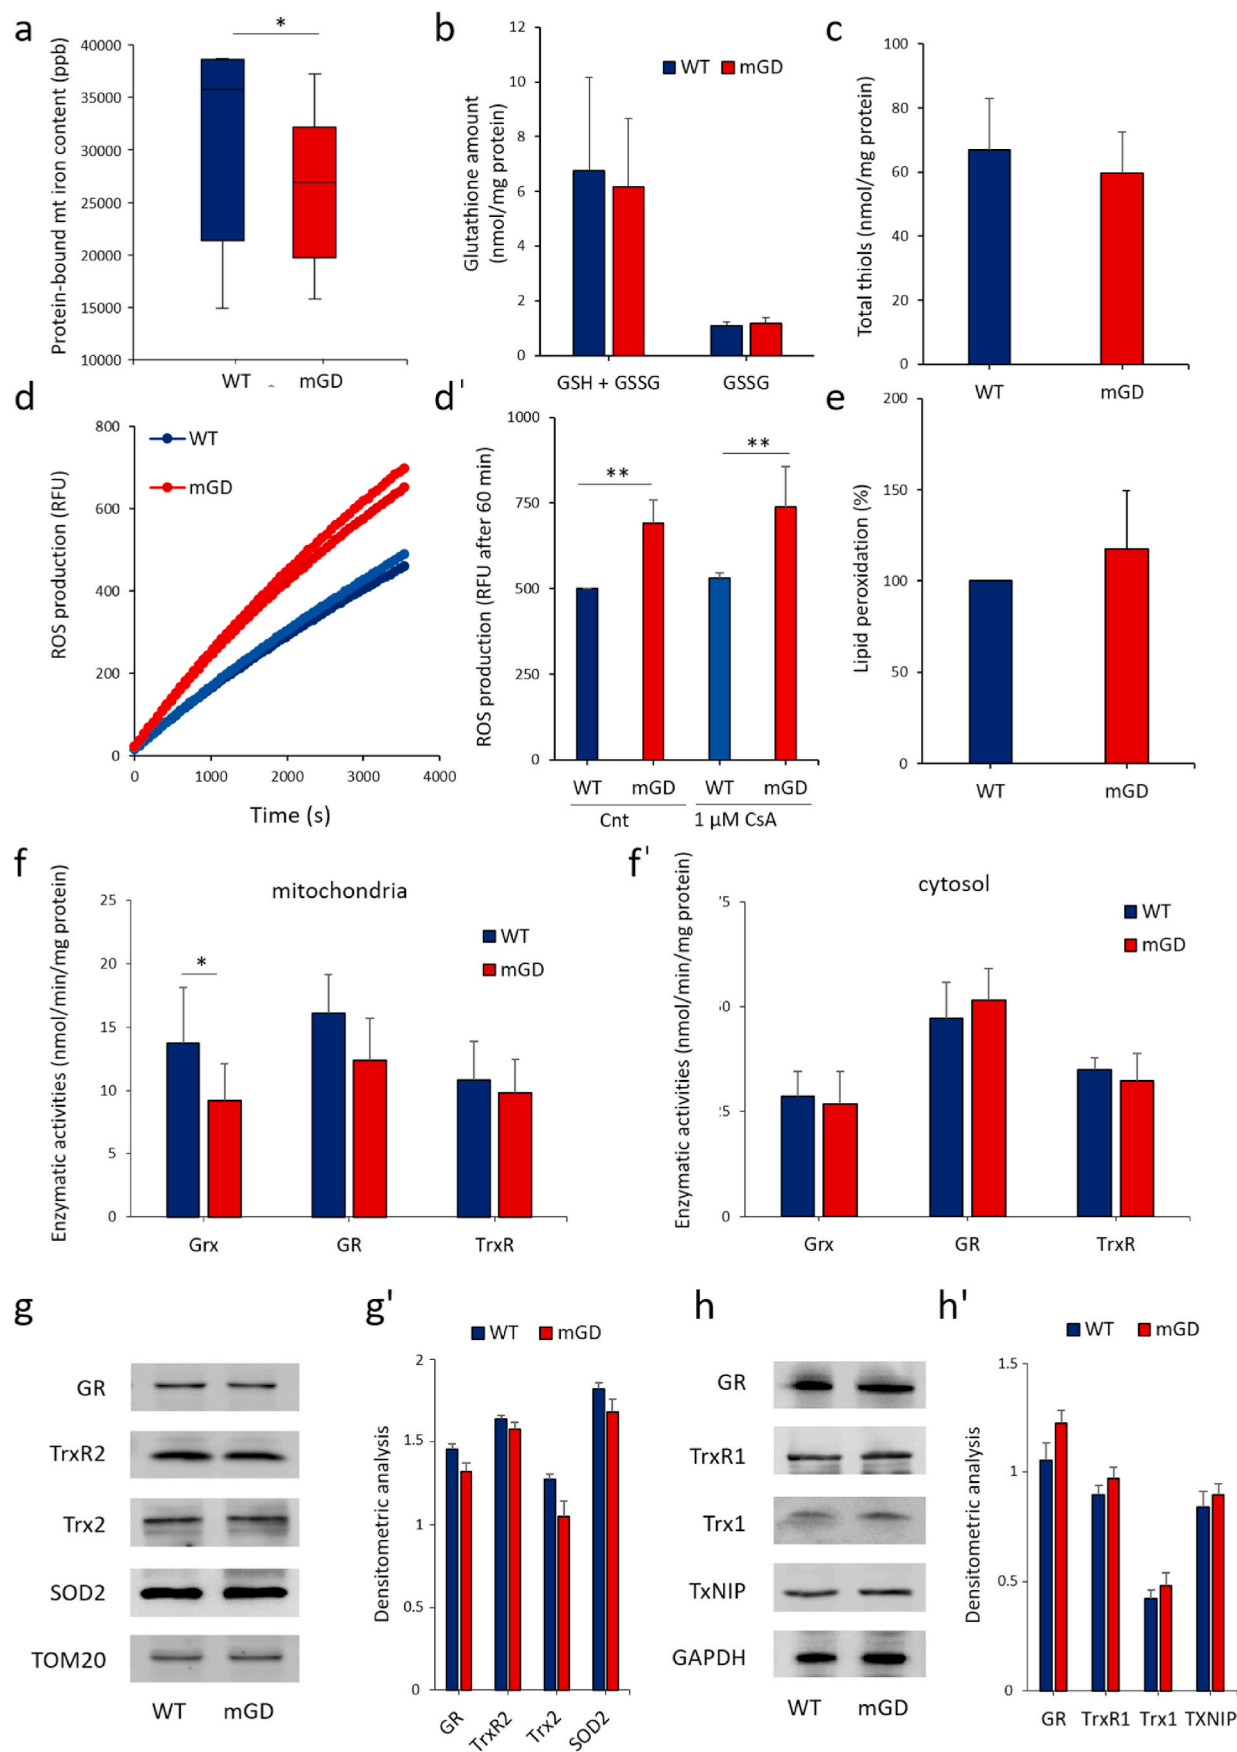 a
*
Protein-bound mt iron content (ppb)
40000
35000
30000
25000
20000
15000
10000
WT mGD
b
WT mGD
Glutathione amount
(nmol/mg protein)
12
10
8
6
4
2
0
GSH + GSSG GSSG
c
Total thiols (nmol/mg protein)
100
80
60
40
20
0
WT mGD
d
WT
mGD
ROS production (RFU)
800
600
400
200
0
0 1000 2000 3000 4000
Time (s)
d'
ROS production (RFU after 60 min)
1000
750
500
250
0
** **
WT mGD WT mGD
Cnt 1 µM CsA
e
Lipid peroxidation (%)
200
150
100
50
0
WT mGD
f
mitochondria
Enzymatic activities (nmol/min/mg protein)
25
20
15
10
5
0
*
WT
mGD
Grx GR TrxR
f'
cytosol
Enzymatic activities (nmol/min/mg protein)
75
50
25
0
WT
mGD
Grx GR TrxR
g
GR
TrxR2
Trx2
SOD2
TOM20
WT mGD
g'
WT mGD
Densitometric analysis
2
1.5
1
0.5
0
GR TrxR2 Trx2 SOD2
h
GR
TrxR1
Trx1
TxNIP
GAPDH
WT mGD
h'
WT mGD
Densitometric analysis
1.5
1
0.5
0
GR TrxR1 Trx1 TXNIP